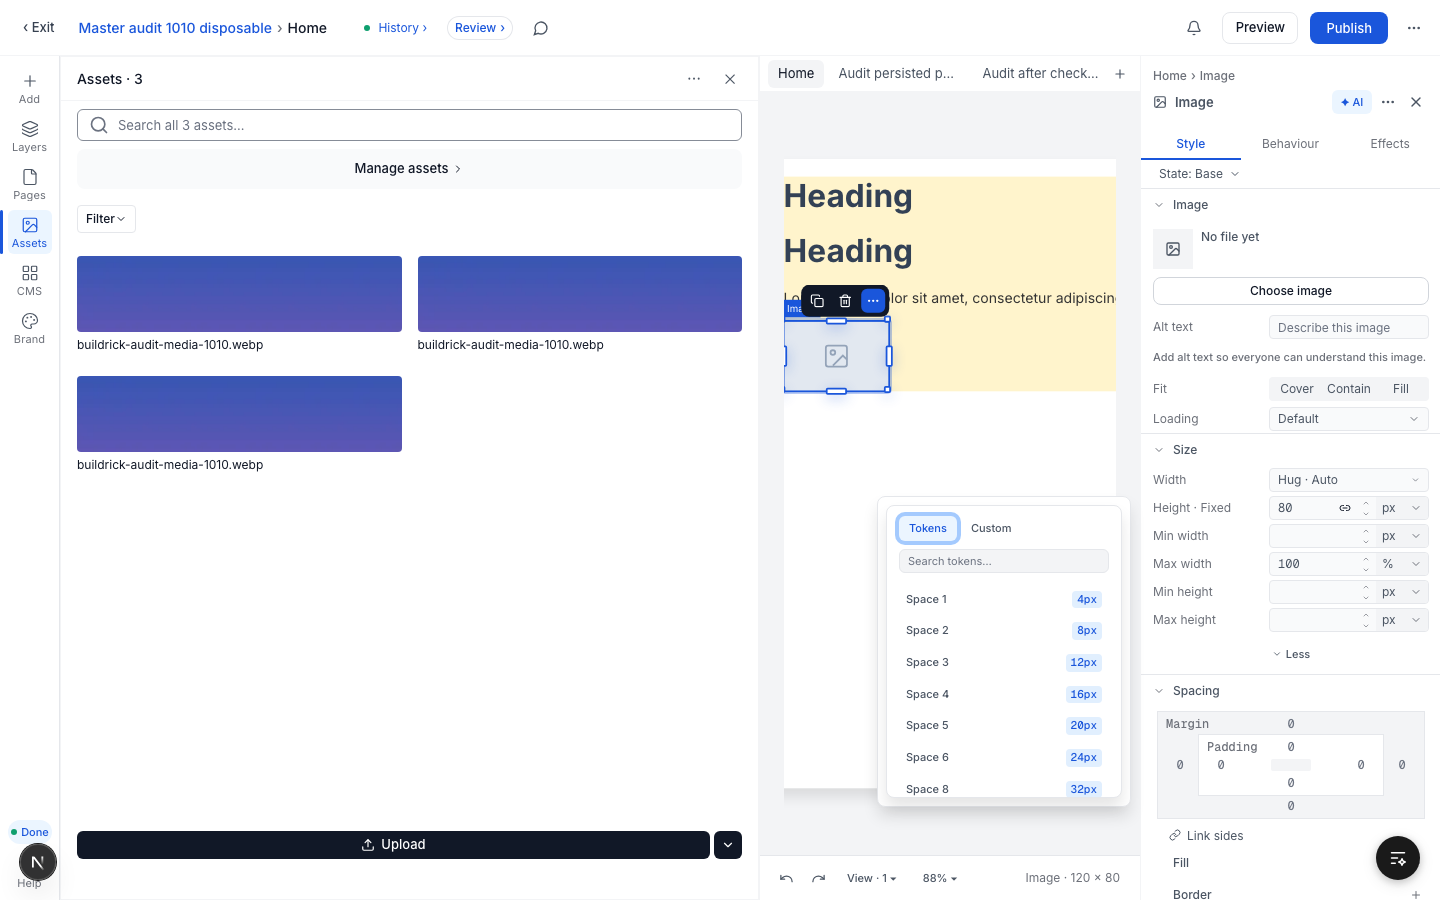 ‹ Exit
Master audit 1010 disposable › Home
History ›
Review ›
Preview
Publish
Add
Layers
Pages
Assets
CMS
Brand
Done
N
Help
Assets · 3
Search all 3 assets...
Manage assets ›
Filter
buildrick-audit-media-1010.webp
buildrick-audit-media-1010.webp
buildrick-audit-media-1010.webp
Upload
Home
Audit persisted p...
Audit after check...
Heading
Heading
sit amet, consectetur
Tokens
Custom
Search tokens...
Space 1
4px
Space 2
8px
Space 3
12px
Space 4
16px
Space 5
20px
Space 6
24px
Space 8
32px
View · 1
88%
Image · 120 × 80
Home › Image
Image
AI
Style
Behaviour
Effects
State: Base
Image
No file yet
Choose image
Alt text
Describe this image
Add alt text so everyone can understand this image.
Fit
Cover
Contain
Fill
Loading
Default
Size
Width
Hug · Auto
Height · Fixed
80
px
Min width
px
Max width
100
%
Min height
px
Max height
px
Less
Spacing
Margin
0
Padding
0
0
0
0
0
0
0
Link sides
Fill
Border